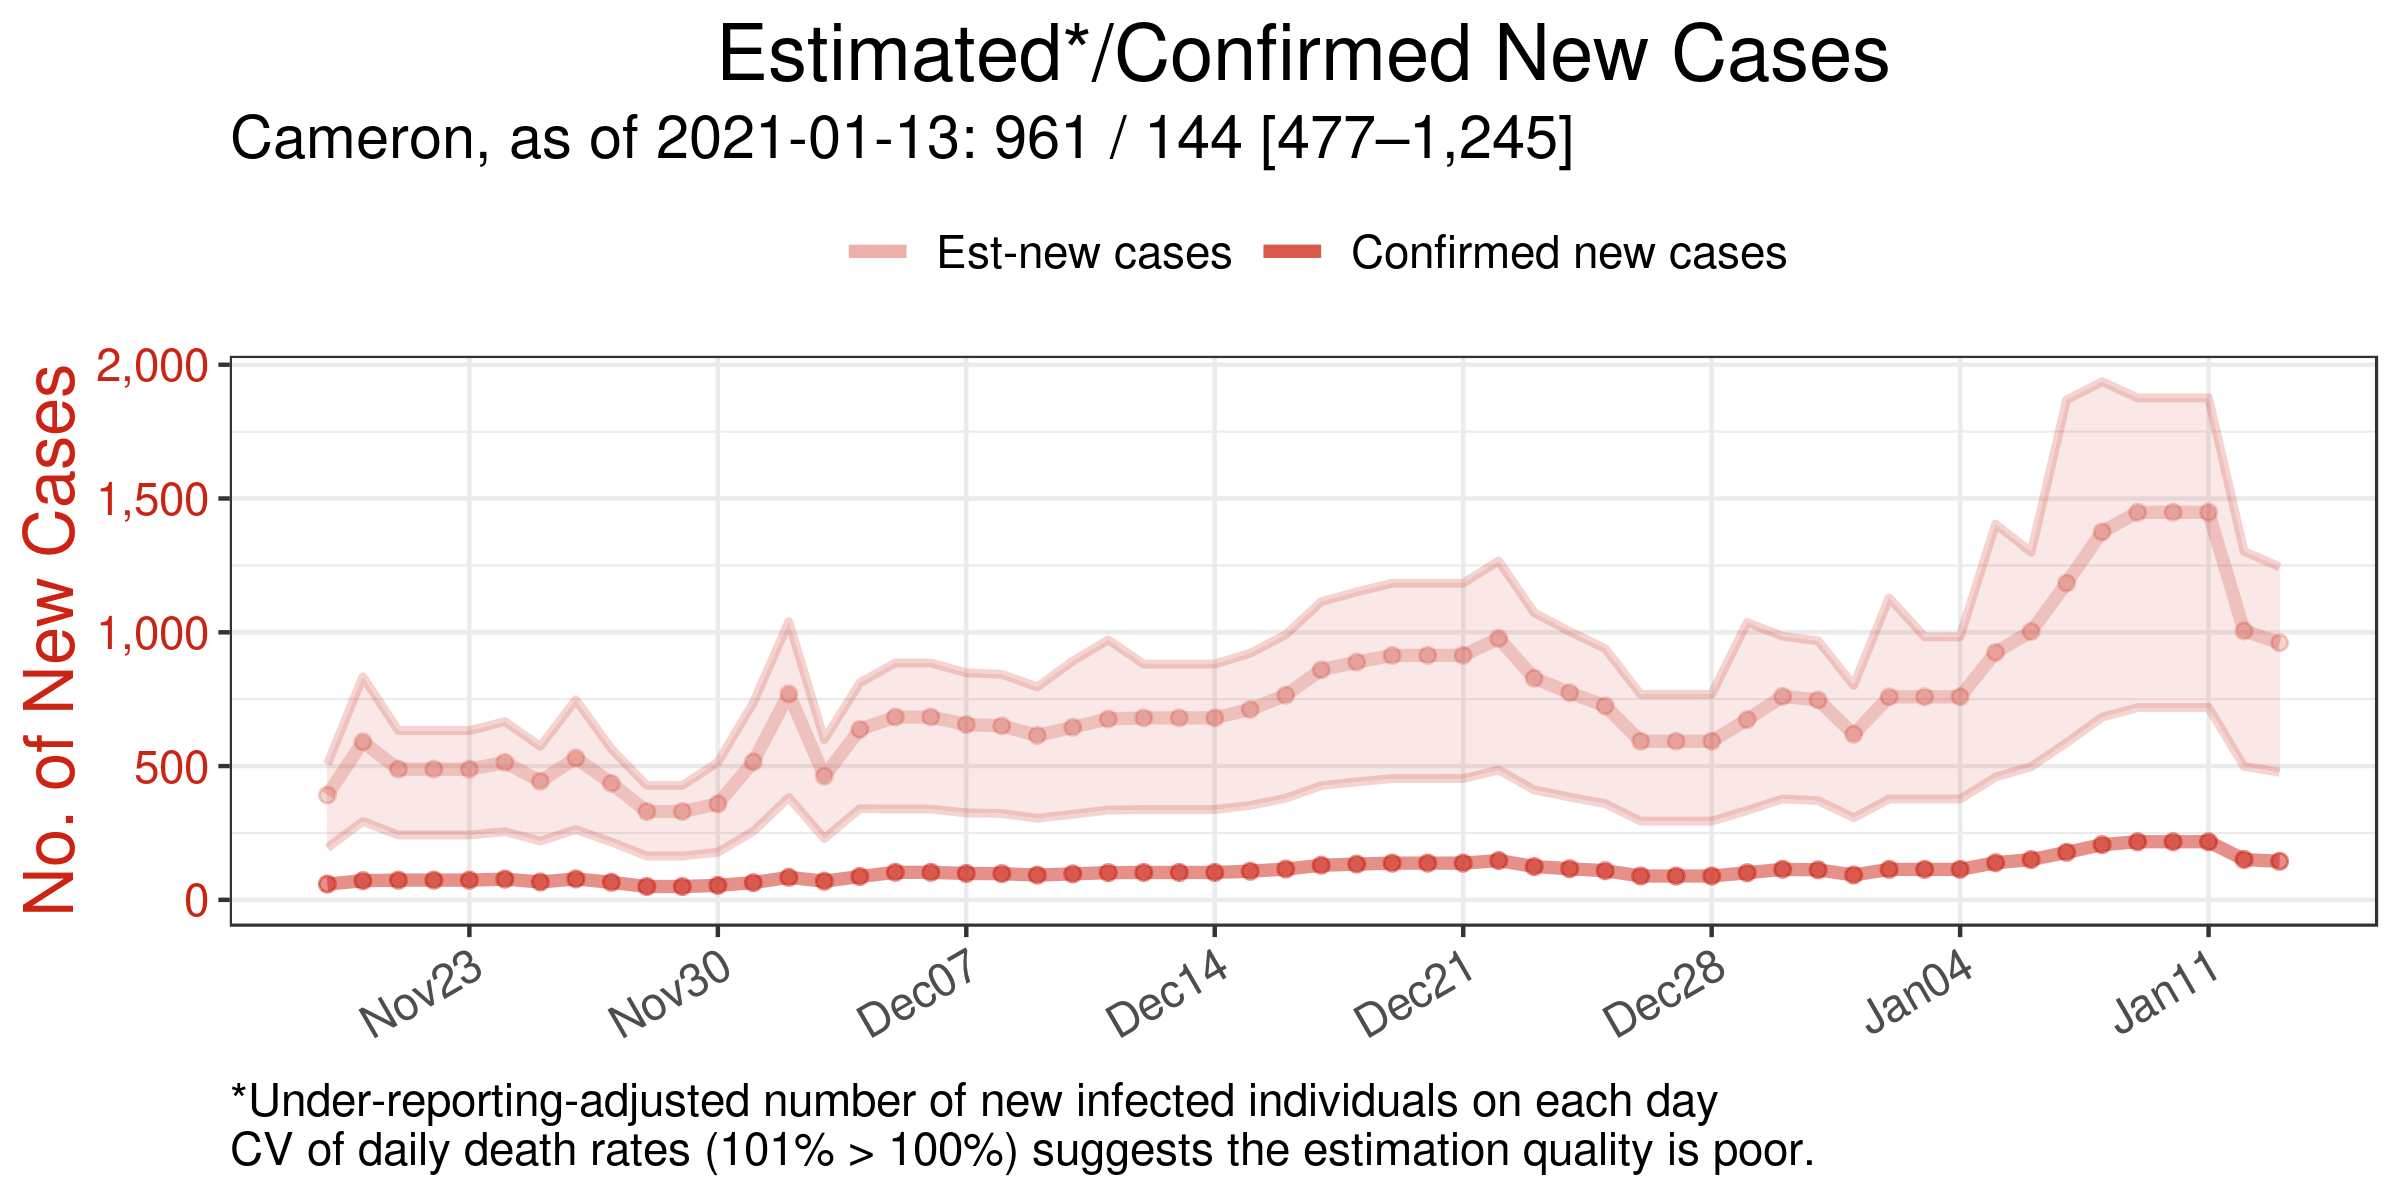 Estimated*/Confirmed New Cases
Cameron, as of 2021-01-13: 961 / 144 [477–1,245]
Est-new cases
Confirmed new cases
No. of New Cases
2,000
1,500
1,000
500
0
Nov23
Nov30
Dec07
Dec14
Dec21
Dec28
Jan04
Jan11
*Under-reporting-adjusted number of new infected individuals on each day
CV of daily death rates (101% > 100%) suggests the estimation quality is poor.